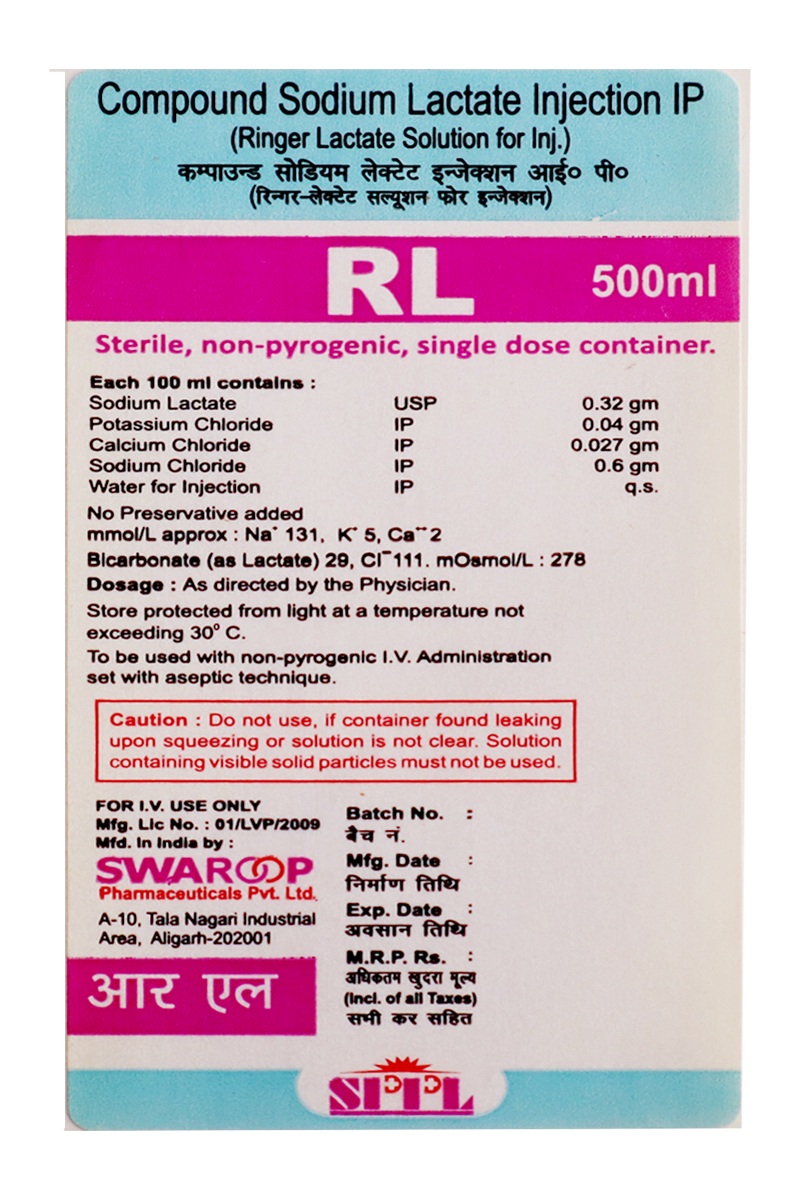 Compound Sodium Lactate Injection IP
(Ringer Lactate Solution for Inj.)
कम्पाउन्ड सोडियम लेक्टेट इन्जेक्शन आई० पी०
(रिन्गर-लेक्टेट सल्यूशन फोर इन्जेक्शन)
RL 500ml
Sterile, non-pyrogenic, single dose container.
Each 100 ml contains :
Sodium Lactate USP 0.32 gm
Potassium Chloride IP 0.04 gm
Calcium Chloride IP 0.027 gm
Sodium Chloride IP 0.6 gm
Water for Injection IP q.s.
No Preservative added
mmol/L approx : Na⁺ 131, K⁺ 5, Ca⁺⁺ 2
Bicarbonate (as Lactate) 29, Cl⁻ 111. mOsmol/L : 278
Dosage : As directed by the Physician.
Store protected from light at a temperature not
exceeding 30⁰ C.
To be used with non-pyrogenic I.V. Administration
set with aseptic technique.
Caution : Do not use, if container found leaking
upon squeezing or solution is not clear. Solution
containing visible solid particles must not be used.
FOR I.V. USE ONLY
Mfg. Lic No. : 01/LVP/2009
Mfd. In India by :
SWAROOP
Pharmaceuticals Pvt. Ltd.
A-10, Tala Nagari Industrial
Area, Aligarh-202001
आर एल
Batch No. :
बैच नं.
Mfg. Date :
निर्माण तिथि
Exp. Date :
अवसान तिथि
M.R.P. Rs. :
अधिकतम खुदरा मूल्य
(Incl. of all Taxes)
सभी कर सहित
SPPL